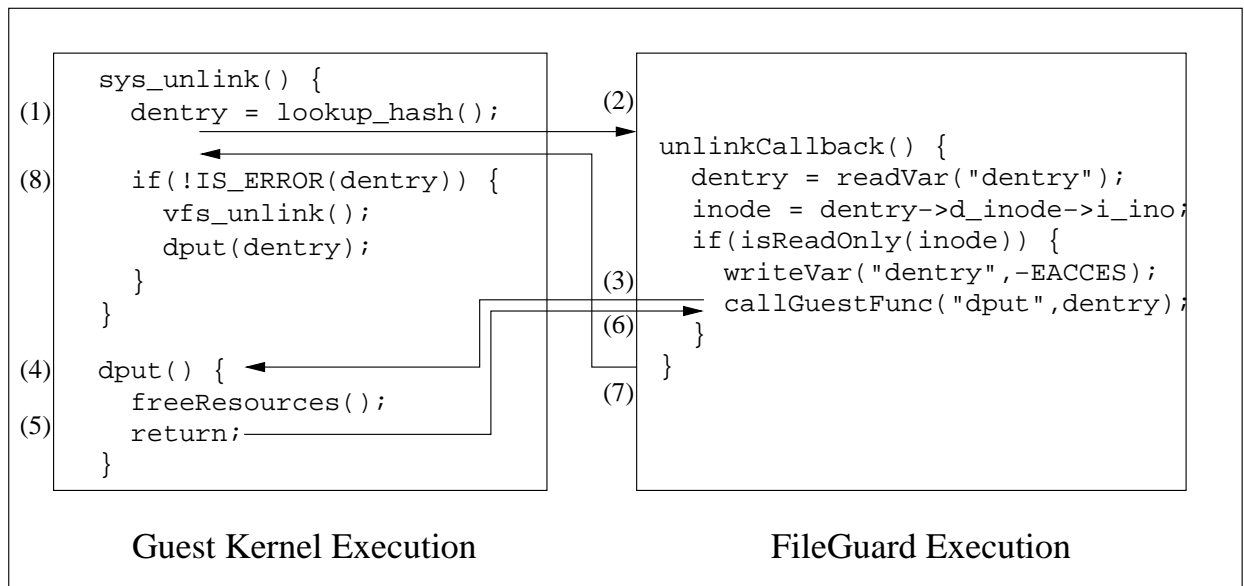 sys_unlink() {
(1)
dentry = lookup_hash();
(8)
if(!IS_ERROR(dentry)) {
vfs_unlink();
dput(dentry);
}
}
(4)
dput() {
freeResources();
(5)
return;
}
Guest Kernel Execution
(2)
unlinkCallback() {
dentry = readVar("dentry");
inode = dentry->d_inode->i_ino;
if(isReadOnly(inode)) {
writeVar("dentry",-EACCES);
(3)
callGuestFunc("dput",dentry);
(6)
}
}
(7)
FileGuard Execution